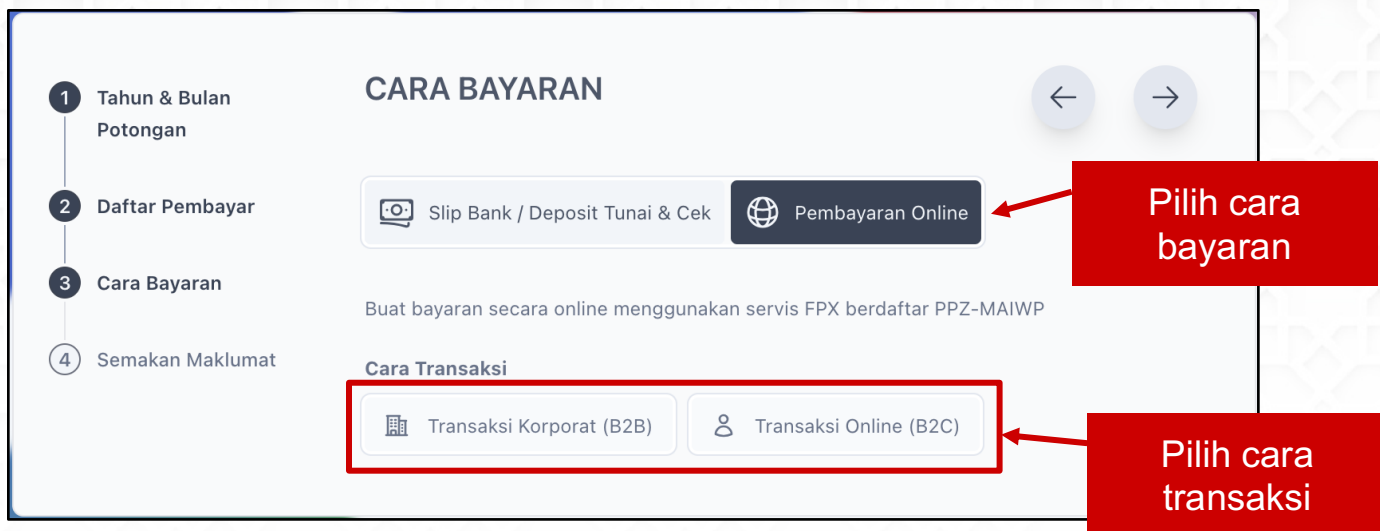 1
Tahun & Bulan
Potongan
2
Daftar Pembayar
3
Cara Bayaran
4
Semakan Maklumat
CARA BAYARAN
Slip Bank / Deposit Tunai & Cek
Pembayaran Online
Buat bayaran secara online menggunakan servis FPX berdaftar PPZ-MAIWP
Cara Transaksi
Transaksi Korporat (B2B)
Transaksi Online (B2C)
Pilih cara
bayaran
Pilih cara
transaksi